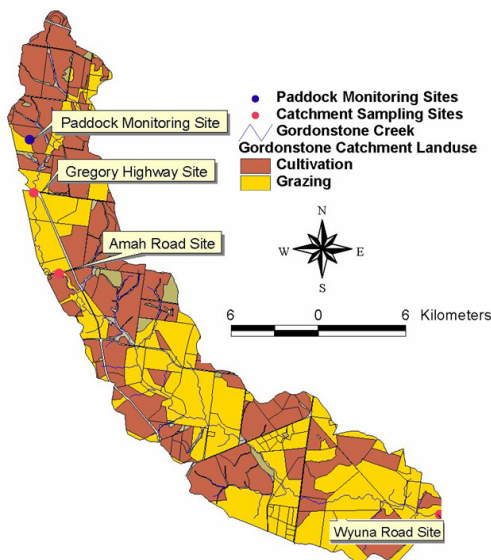 Paddock Monitoring Sites
Catchment Sampling Sites
Gordonstone Creek
Gordonstone Catchment Landuse
Cultivation
Grazing
Paddock Monitoring Site
Gregory Highway Site
Amah Road Site
N
W E
S
6 0 6 Kilometers
Wyuna Road Site